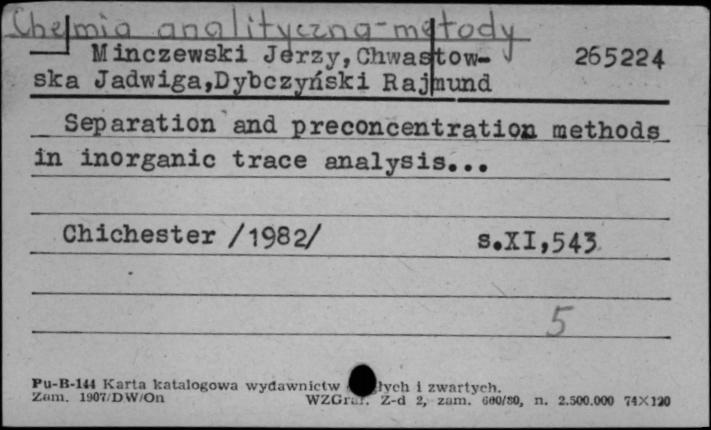 Chemia analityczna-metody
Minczewski Jerzy,Chwastow- 265224
ska Jadwiga,Dybczyński Rajmund
Separation and preconcentration methods
in inorganic trace analysis...
Chichester /1982/ s.XI,543
5
Pu-B-144 Karta katalogowa wydawnictw i zwartych.
Zam. 1907/DW/On WZGraf. Z-d 2, zam. 600/80, n. 2.500.000 74X120